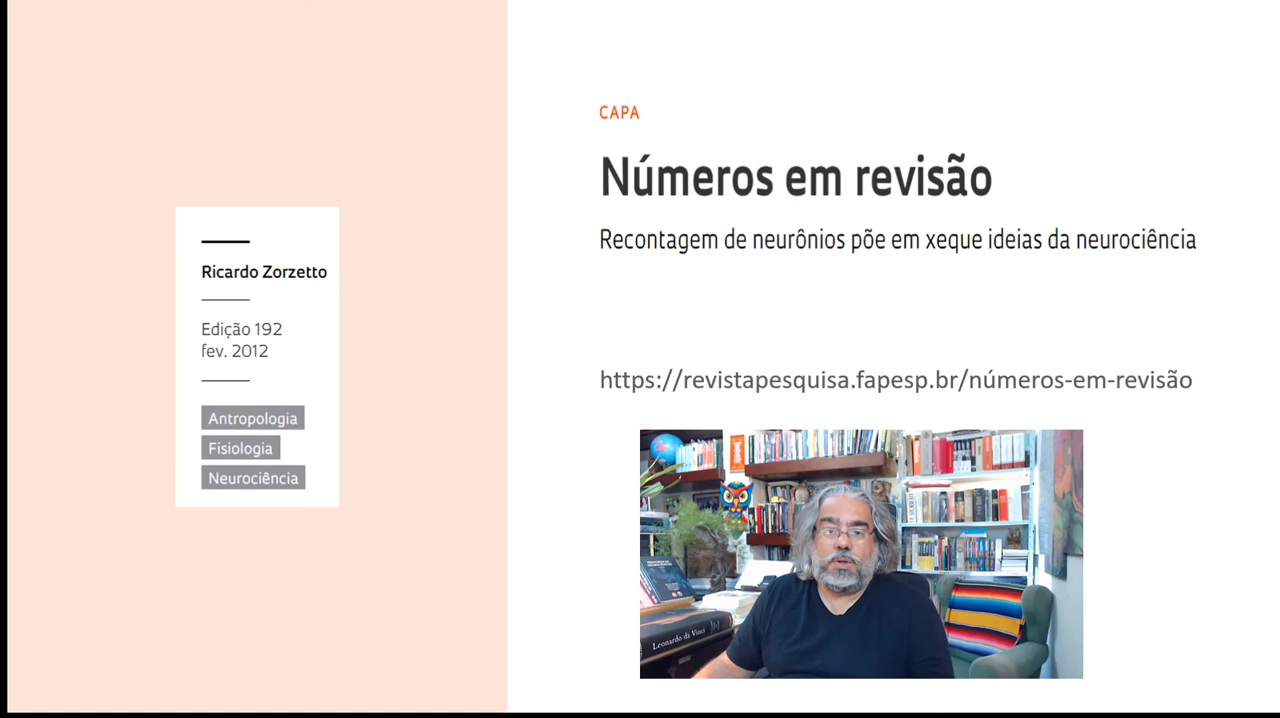 CAPA
Números em revisão
Recontagem de neurônios põe em xeque ideias da neurociência
https://revistapesquisa.fapesp.br/números-em-revisão
Ricardo Zorzetto
Edição 192
fev. 2012
Antropologia
Fisiologia
Neurociência
Leonardo da Vinci